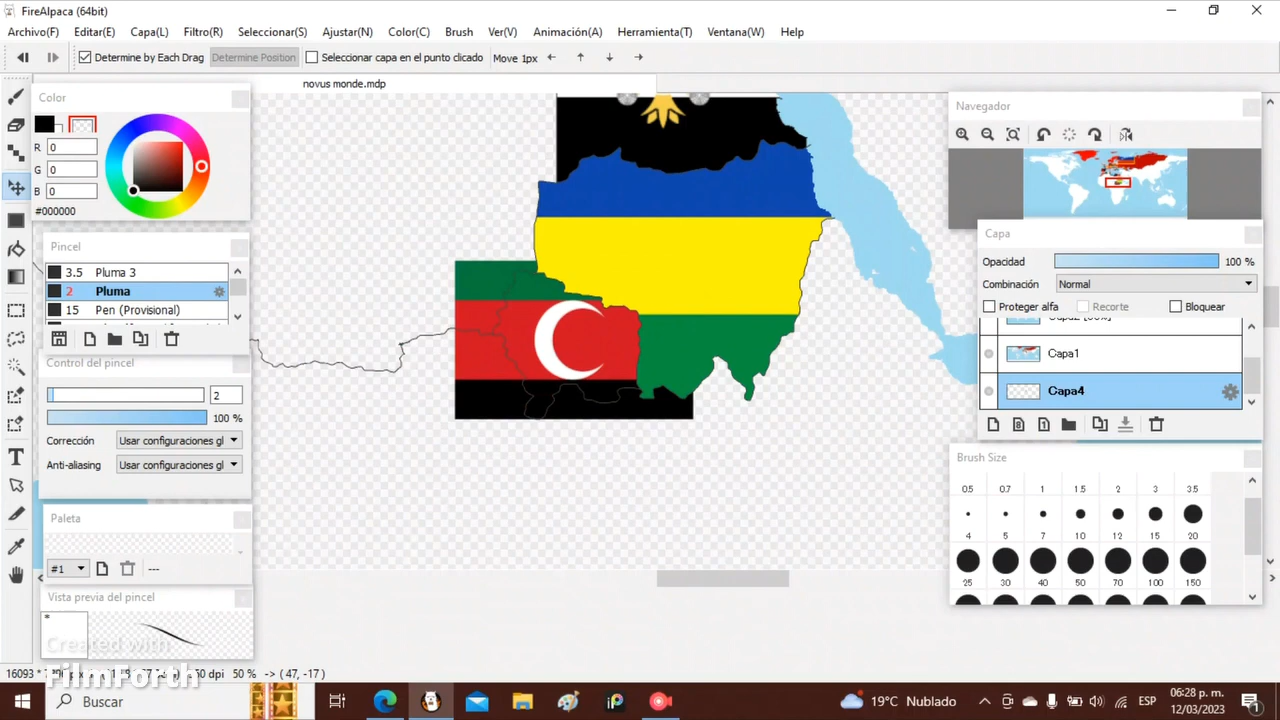 FireAlpaca (64bit)
Archivo(F) Editar(E) Capa(L) Filtro(R) Seleccionar(S) Ajustar(N) Color(C) Brush Ver(V) Animación(A) Herramienta(T) Ventana(W) Help
Determine by Each Drag Determine Position Seleccionar capa en el punto clicado Move 1px
novus monde.mdp
Color
R 0
G 0
B 0
#000000
Pincel
3.5 Pluma 3
2 Pluma
15 Pen (Provisional)
Control del pincel
2
100 %
Corrección Usar configuraciones gl
Anti-aliasing Usar configuraciones gl
Paleta
#1 ---
Vista previa del pincel
*
Navegador
Capa
Opacidad 100 %
Combinación Normal
Proteger alfa Recorte Bloquear
Capa1
Capa4
Brush Size
0.5 0.7 1 1.5 2 3 3.5
4 5 7 10 12 15 20
25 30 40 50 70 100 150
Created with
FilmForth
50 % -> ( 47, -17 )
Buscar
19°C Nublado
ESP
06:28 p. m.
12/03/2023
1